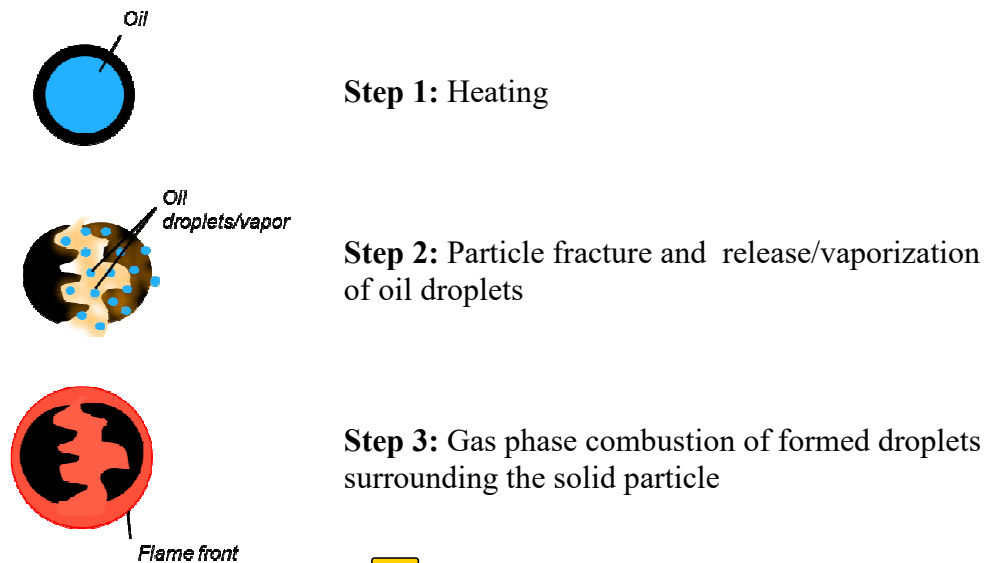 Oil
Step 1: Heating
Oil
droplets/vapor
Step 2: Particle fracture and release/vaporization
of oil droplets
Step 3: Gas phase combustion of formed droplets
surrounding the solid particle
Flame front